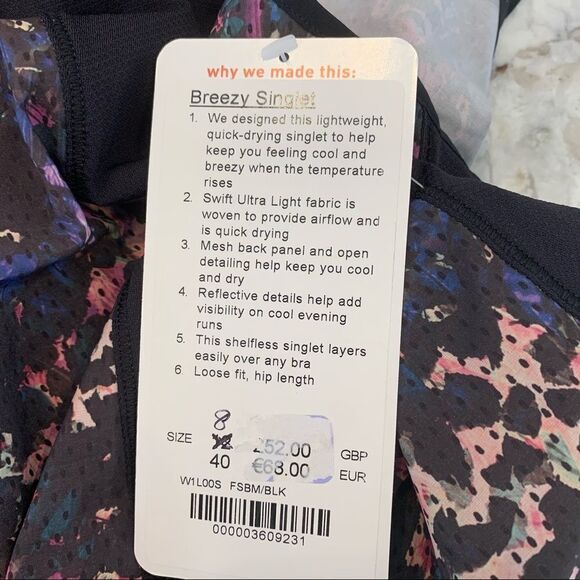 why we made this:
Breezy Singlet
1. We designed this lightweight,
quick-drying singlet to help
keep you feeling cool and
breezy when the temperature
rises
2. Swift Ultra Light fabric is
woven to provide airflow and
is quick drying
3. Mesh back panel and open
detailing help keep you cool
and dry
4. Reflective details help add
visibility on cool evening
runs
5. This shelfless singlet layers
easily over any bra
6. Loose fit, hip length
8
SIZE £52.00 GBP
40 €68.00 EUR
W1L00S FSBM/BLK
000003609231